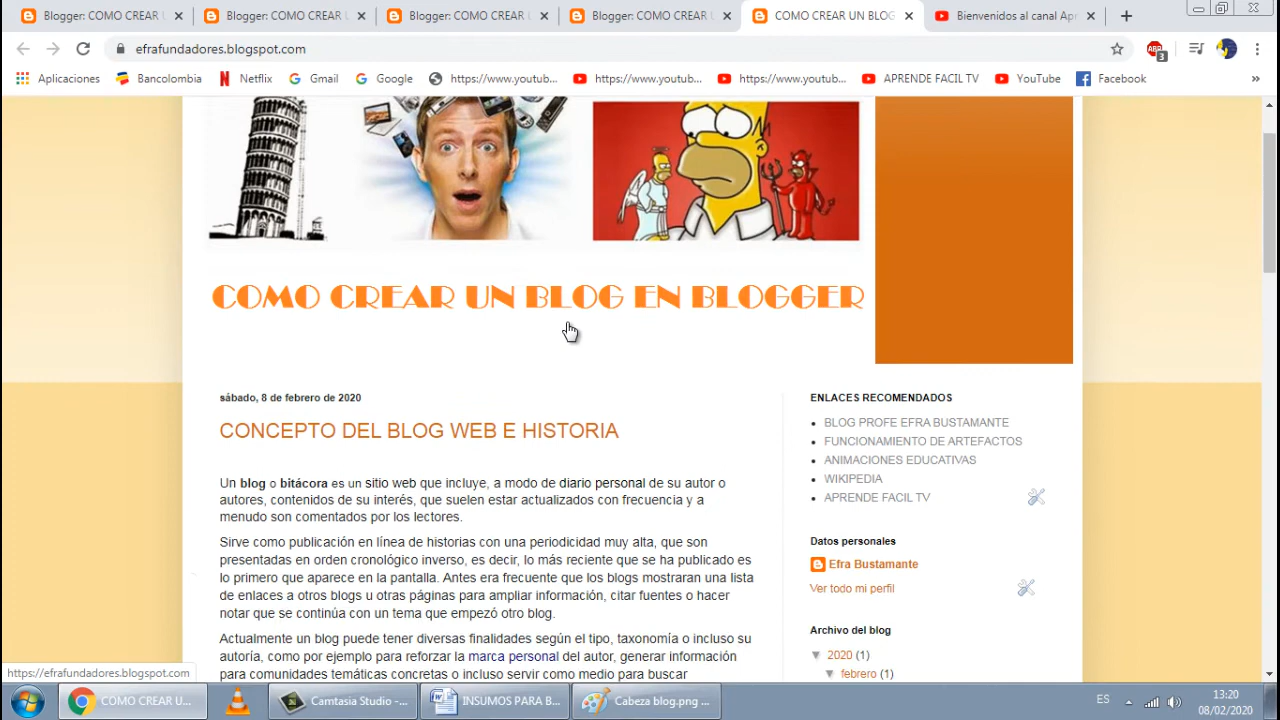 Blogger: COMO CREAR U
Blogger: COMO CREAR U
Blogger: COMO CREAR U
Blogger: COMO CREAR U
COMO CREAR UN BLOG
Bienvenidos al canal Apr
efrafundadores.blogspot.com
ABP
3
Aplicaciones
Bancolombia
Netflix
Gmail
Google
https://www.youtub...
https://www.youtub...
https://www.youtub...
APRENDE FACIL TV
YouTube
Facebook
»
COMO CREAR UN BLOG EN BLOGGER
sábado, 8 de febrero de 2020
CONCEPTO DEL BLOG WEB E HISTORIA
Un blog o bitácora es un sitio web que incluye, a modo de diario personal de su autor o
autores, contenidos de su interés, que suelen estar actualizados con frecuencia y a
menudo son comentados por los lectores.
Sirve como publicación en línea de historias con una periodicidad muy alta, que son
presentadas en orden cronológico inverso, es decir, lo más reciente que se ha publicado es
lo primero que aparece en la pantalla. Antes era frecuente que los blogs mostraran una lista
de enlaces a otros blogs u otras páginas para ampliar información, citar fuentes o hacer
notar que se continúa con un tema que empezó otro blog.
Actualmente un blog puede tener diversas finalidades según el tipo, taxonomía o incluso su
autoría, como por ejemplo para reforzar la marca personal del autor, generar información
para comunidades temáticas concretas o incluso servir como medio para buscar
ENLACES RECOMENDADOS
BLOG PROFE EFRA BUSTAMANTE
FUNCIONAMIENTO DE ARTEFACTOS
ANIMACIONES EDUCATIVAS
WIKIPEDIA
APRENDE FACIL TV
Datos personales
Efra Bustamante
Ver todo mi perfil
Archivo del blog
▼ 2020 (1)
▼ febrero (1)
https://efrafundadores.blogspot.com
COMO CREAR U...
Camtasia Studio -...
INSUMOS PARA B...
Cabeza blog.png ...
ES
13:20
08/02/2020